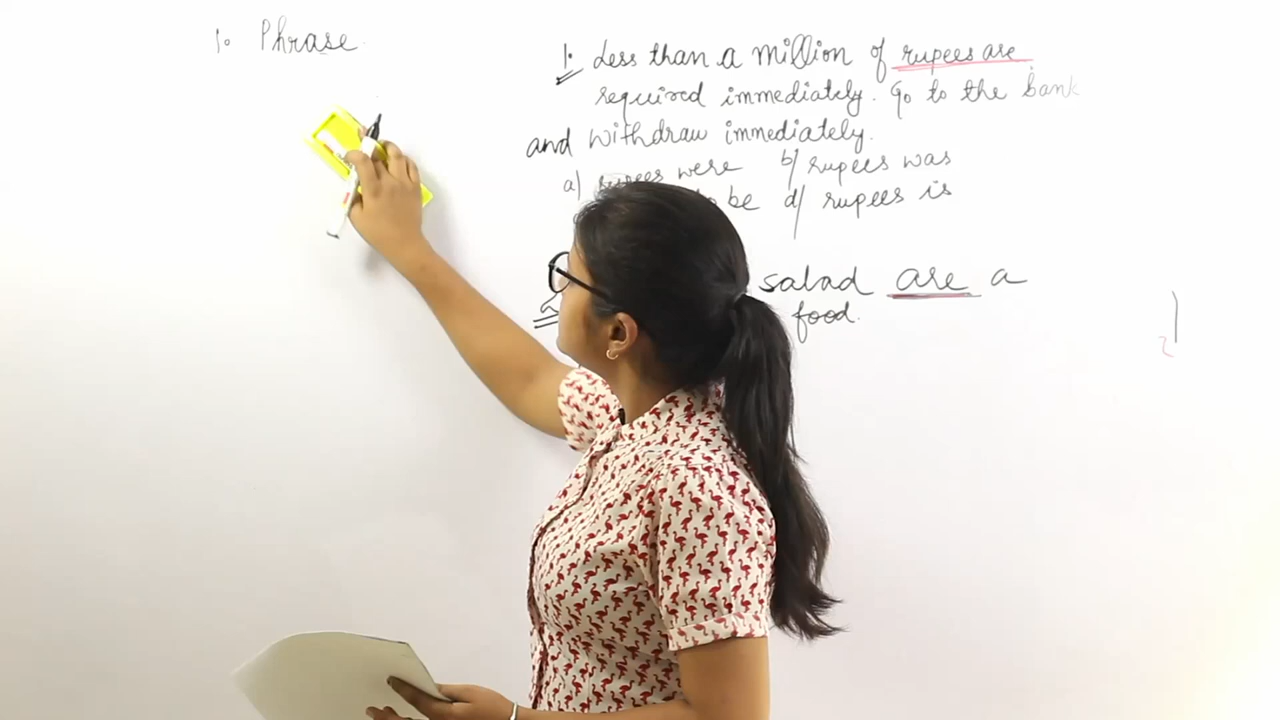 1. Phrase
1. Less than a million of rupees are
required immediately. Go to the bank
and withdraw immediately.
a) rupees were b) rupees was
be d) rupees is
salad are a
food.